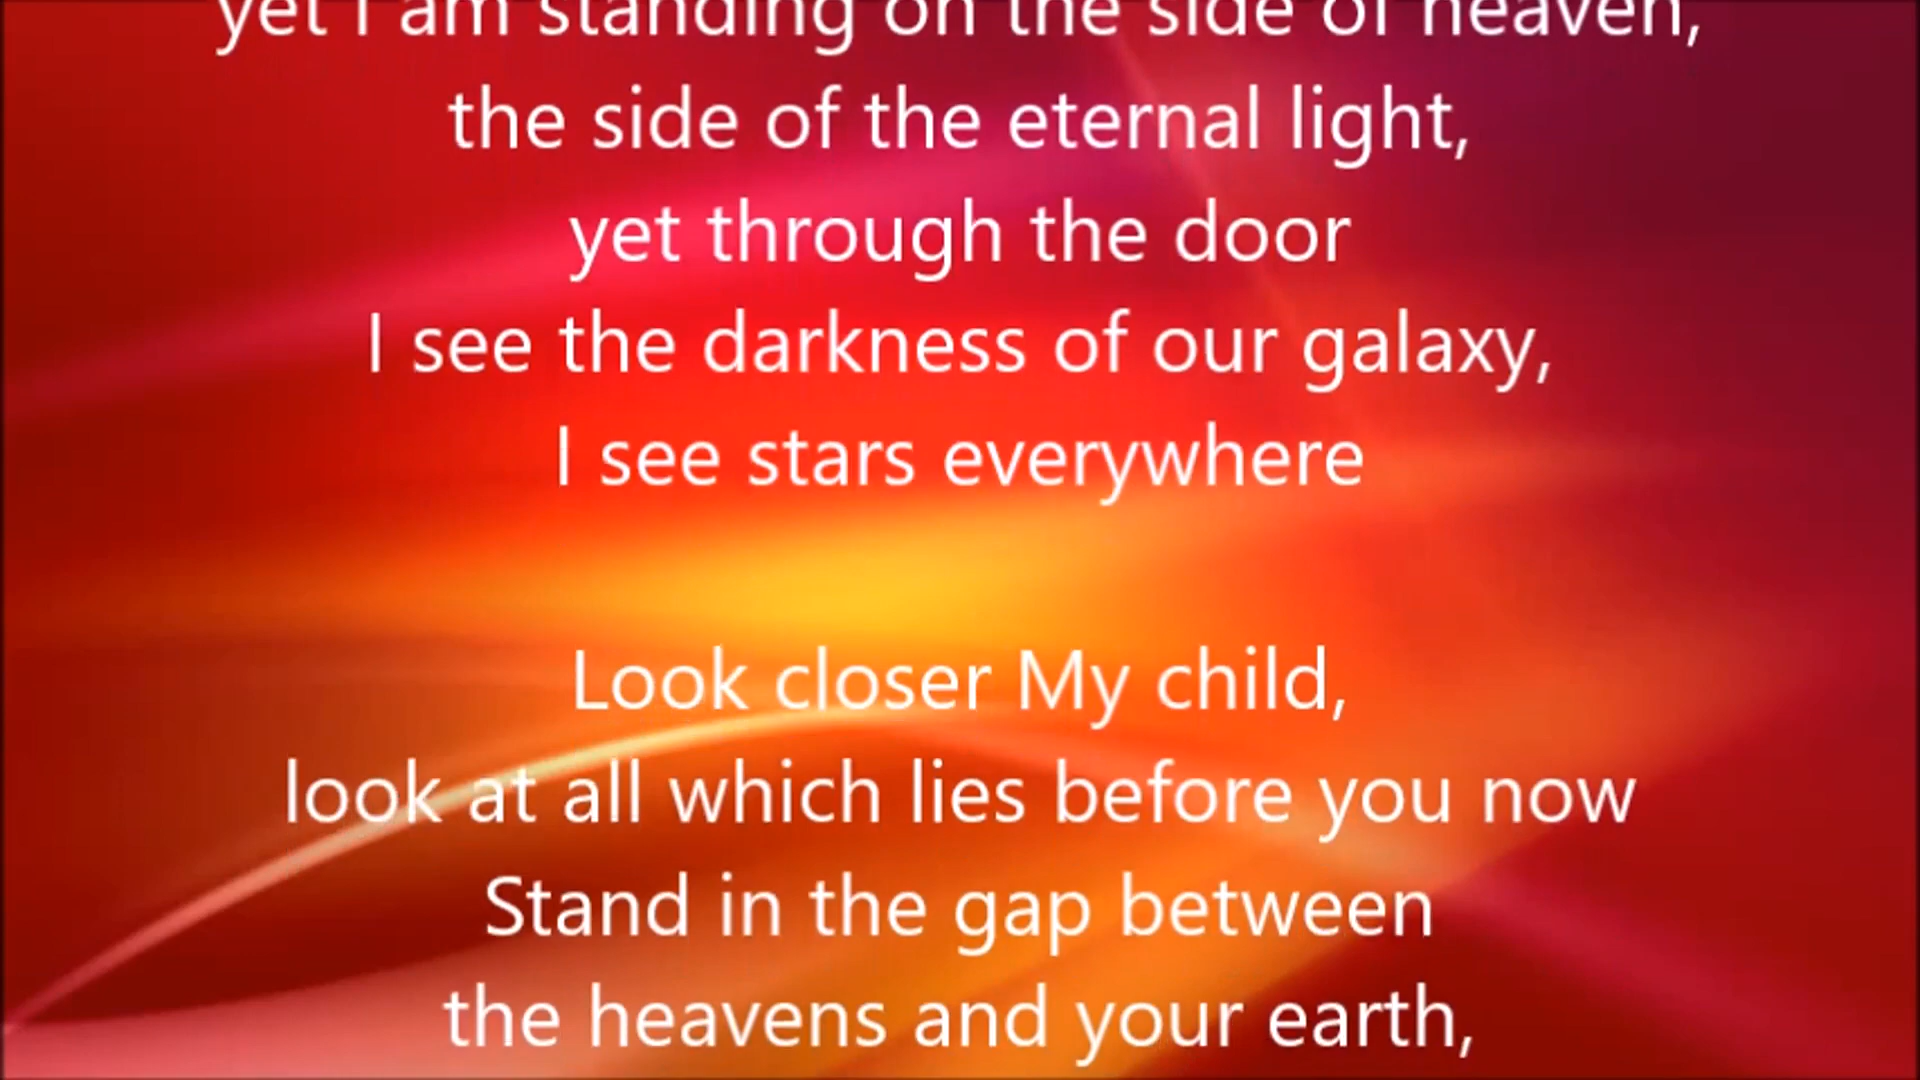 yet I am standing on the side of heaven,
the side of the eternal light,
yet through the door
I see the darkness of our galaxy,
I see stars everywhere
Look closer My child,
look at all which lies before you now
Stand in the gap between
the heavens and your earth,